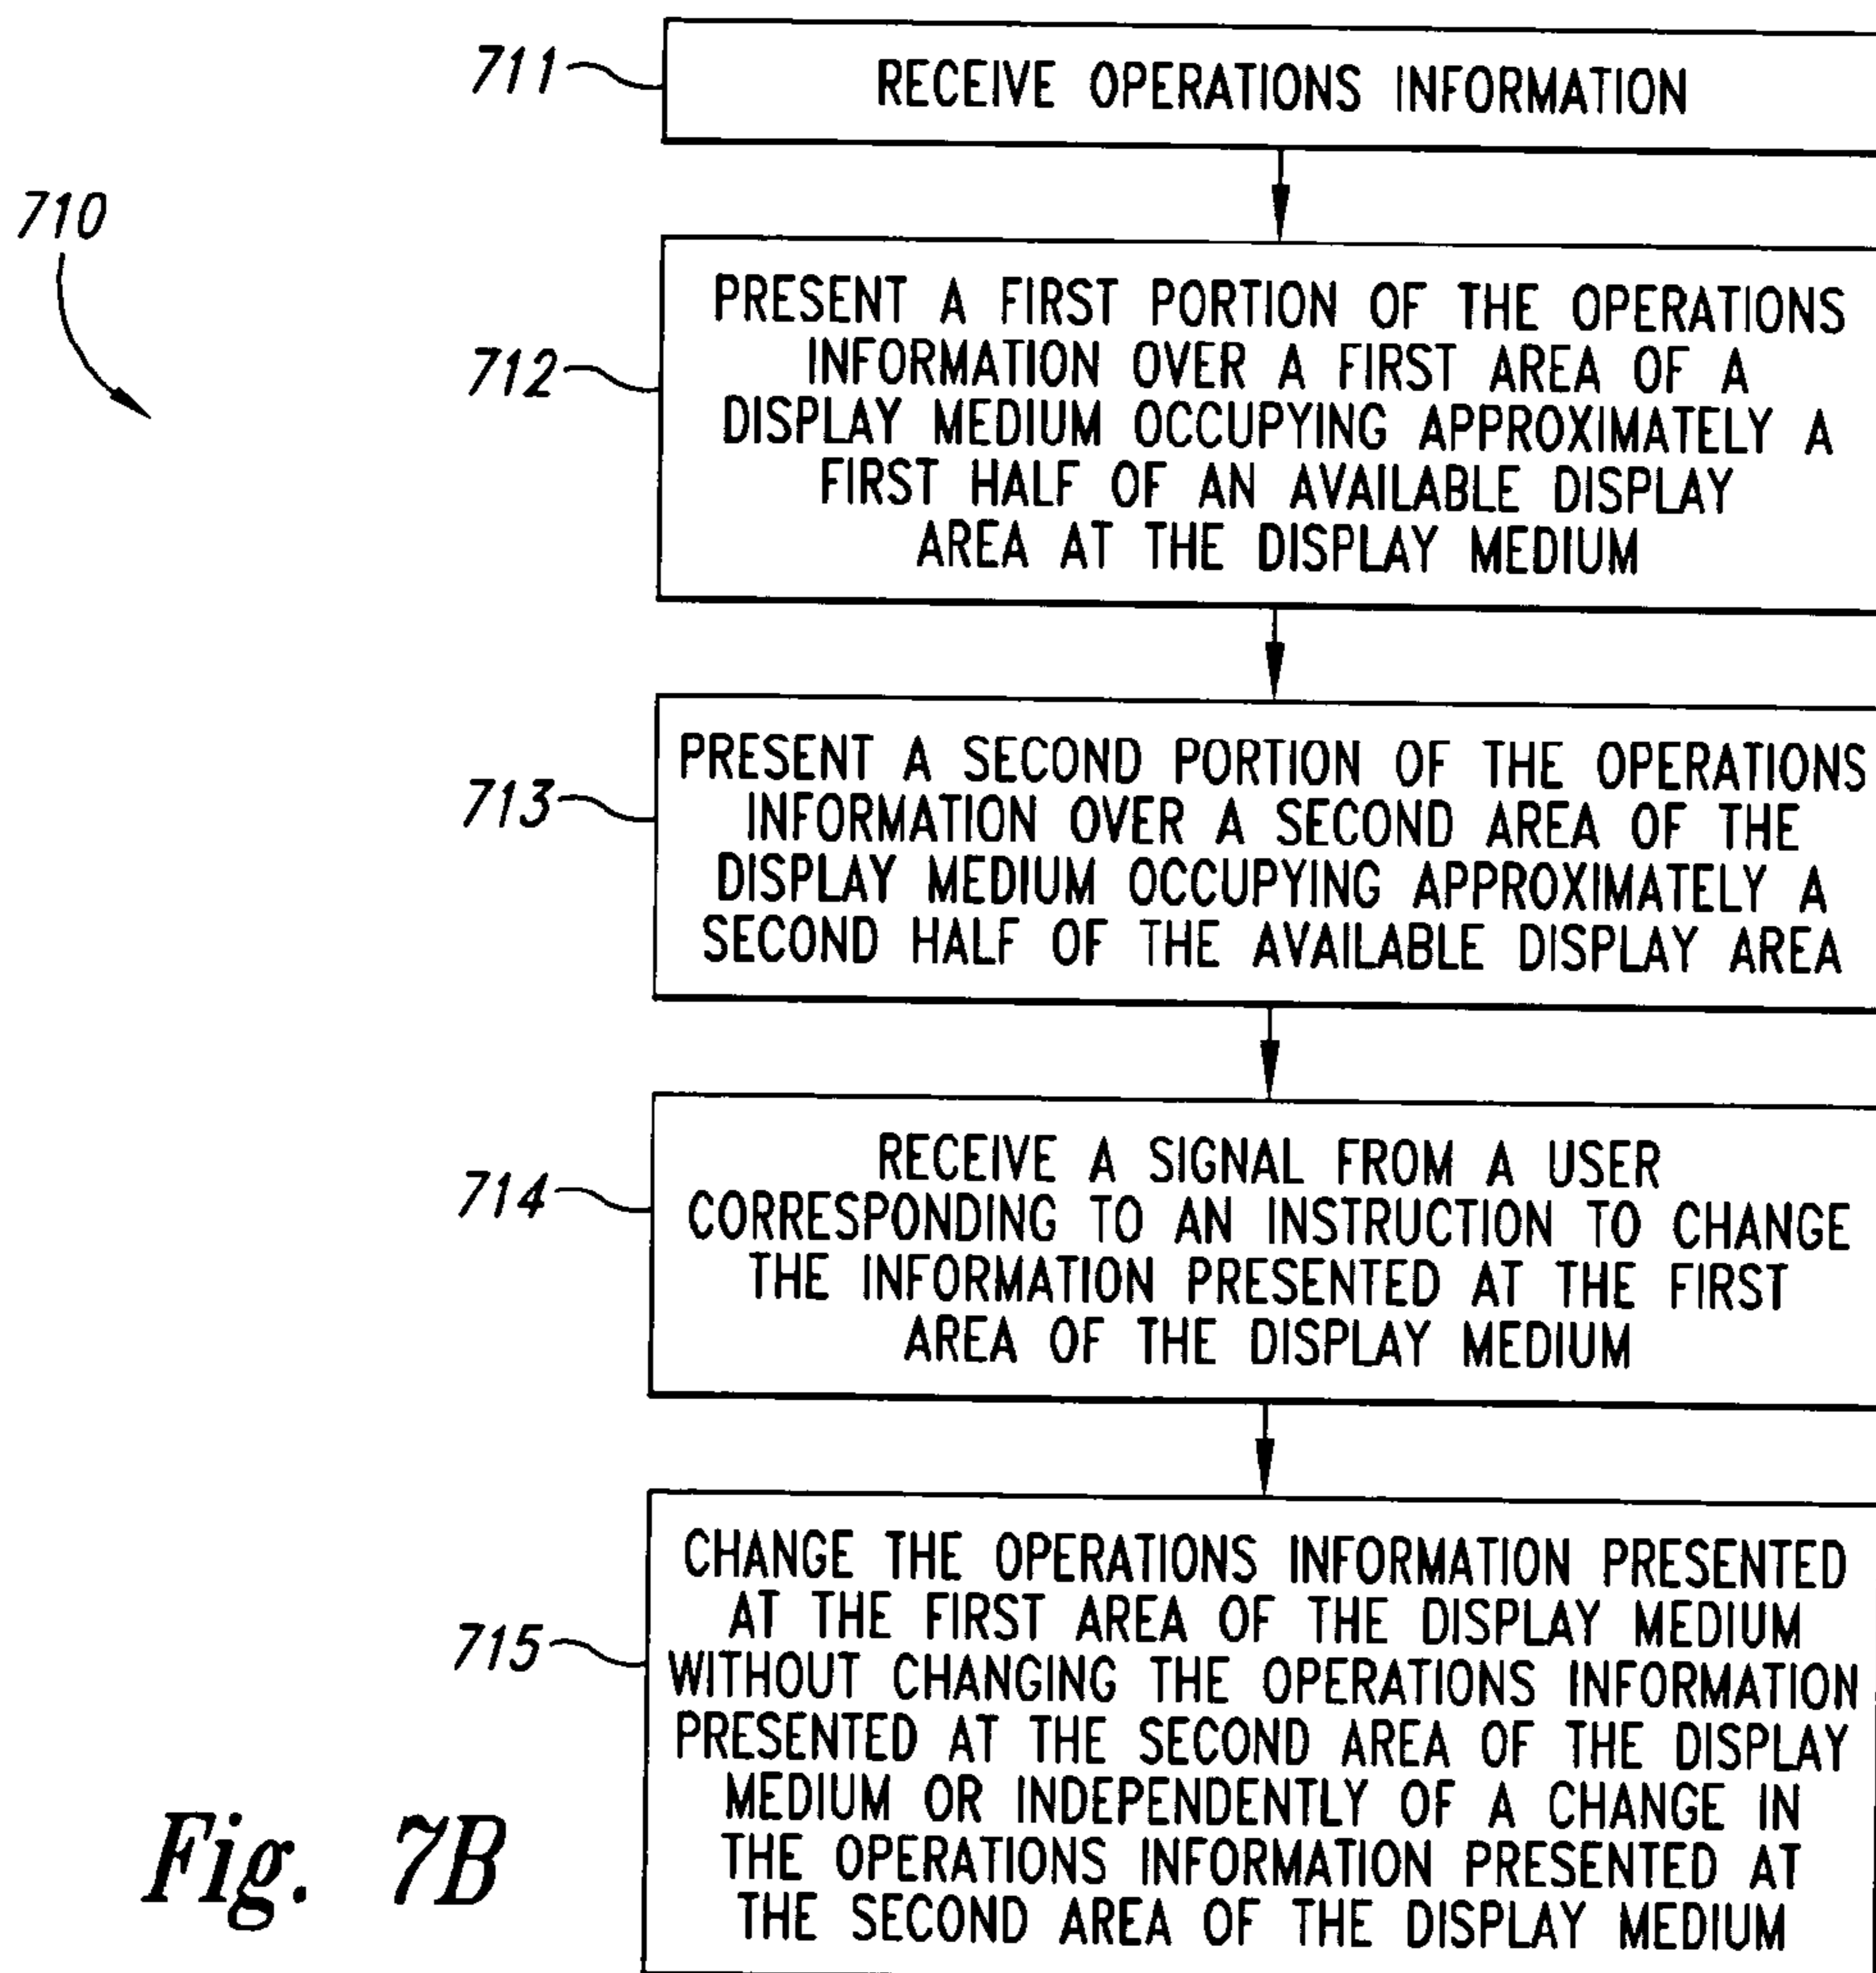 711
RECEIVE OPERATIONS INFORMATION
710
712
PRESENT A FIRST PORTION OF THE OPERATIONS
INFORMATION OVER A FIRST AREA OF A
DISPLAY MEDIUM OCCUPYING APPROXIMATELY A
FIRST HALF OF AN AVAILABLE DISPLAY
AREA AT THE DISPLAY MEDIUM
713
PRESENT A SECOND PORTION OF THE OPERATIONS
INFORMATION OVER A SECOND AREA OF THE
DISPLAY MEDIUM OCCUPYING APPROXIMATELY A
SECOND HALF OF THE AVAILABLE DISPLAY AREA
714
RECEIVE A SIGNAL FROM A USER
CORRESPONDING TO AN INSTRUCTION TO CHANGE
THE INFORMATION PRESENTED AT THE FIRST
AREA OF THE DISPLAY MEDIUM
715
CHANGE THE OPERATIONS INFORMATION PRESENTED
AT THE FIRST AREA OF THE DISPLAY MEDIUM
WITHOUT CHANGING THE OPERATIONS INFORMATION
PRESENTED AT THE SECOND AREA OF THE DISPLAY
MEDIUM OR INDEPENDENTLY OF A CHANGE IN
THE OPERATIONS INFORMATION PRESENTED AT
THE SECOND AREA OF THE DISPLAY MEDIUM
Fig. 7B